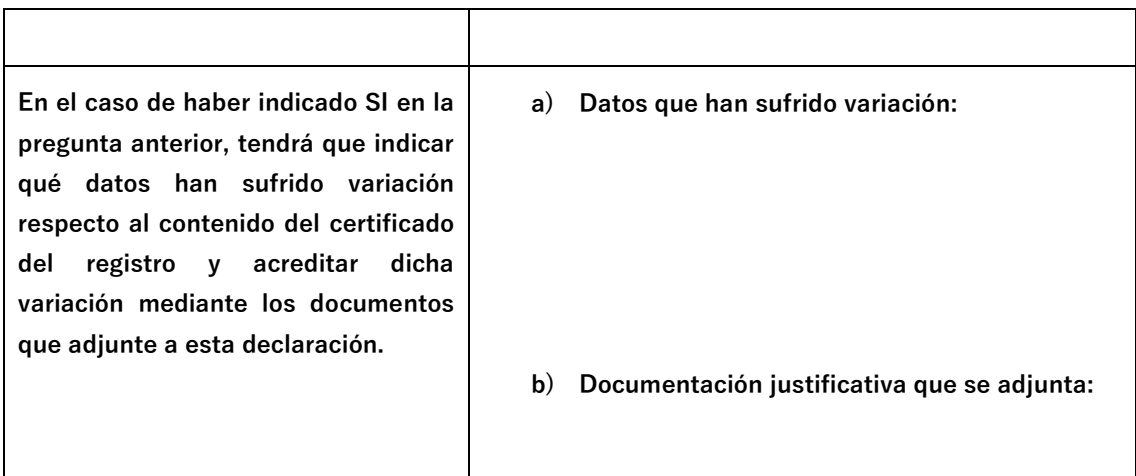 En el caso de haber indicado SI en la
pregunta anterior, tendrá que indicar
qué datos han sufrido variación
respecto al contenido del certificado
del registro y acreditar dicha
variación mediante los documentos
que adjunte a esta declaración.
a) Datos que han sufrido variación:
b) Documentación justificativa que se adjunta: